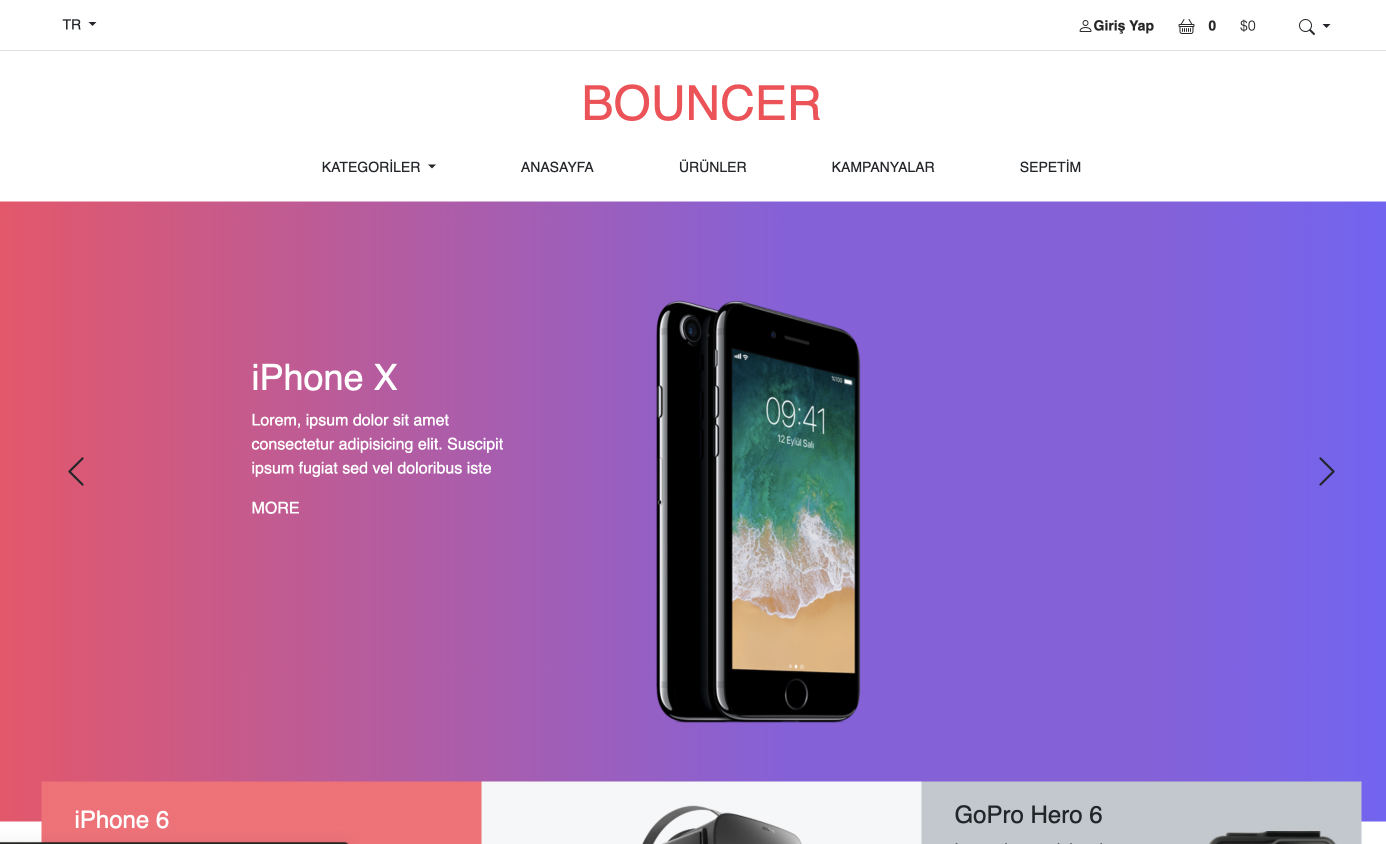 TR
Giriş Yap 0 $0
BOUNCER
KATEGORİLER ANASAYFA ÜRÜNLER KAMPANYALAR SEPETİM
iPhone X
Lorem, ipsum dolor sit amet
consectetur adipisicing elit. Suscipit
ipsum fugiat sed vel doloribus iste
MORE
%100
09:41
12 Eylül Salı
iPhone 6
GoPro Hero 6